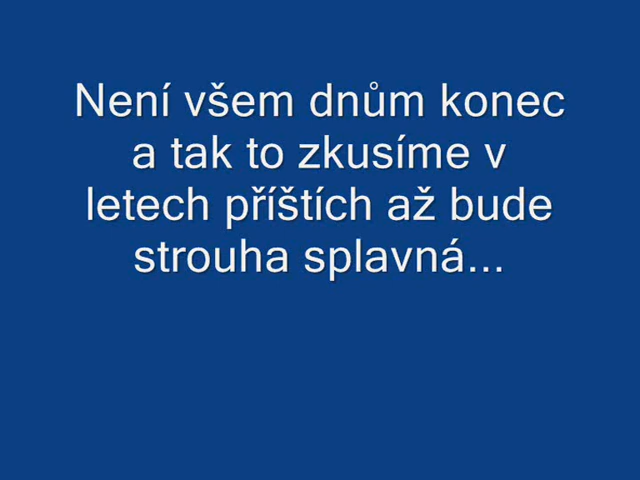 Není všem dnům konec
a tak to zkusíme v
letech příštích až bude
strouha splavná...